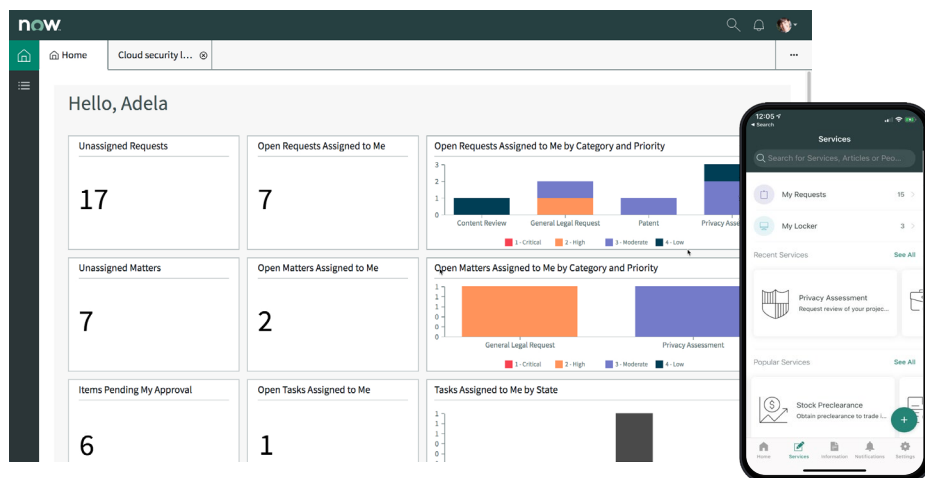 now.
Home
Cloud security l...
Hello, Adela
Unassigned Requests
17
Open Requests Assigned to Me
7
Open Requests Assigned to Me by Category and Priority
3
2
1
0
Content Review
General Legal Request
Patent
Privacy Asse
1 - Critical
2 - High
3 - Moderate
4 - Low
Unassigned Matters
7
Open Matters Assigned to Me
2
Open Matters Assigned to Me by Category and Priority
1
1
1
0
0
0
General Legal Request
Privacy Assessment
1 - Critical
2 - High
3 - Moderate
4 - Low
Items Pending My Approval
6
Open Tasks Assigned to Me
1
Tasks Assigned to Me by State
1
1
1
0
0
12:05
Search
Services
Search for Services, Articles or Peo...
My Requests
15
My Locker
3
Recent Services
See All
Privacy Assessment
Request review of your projec...
Popular Services
See All
Stock Preclearance
Obtain preclearance to trade i...
Home
Services
Information
Notifications
Settings